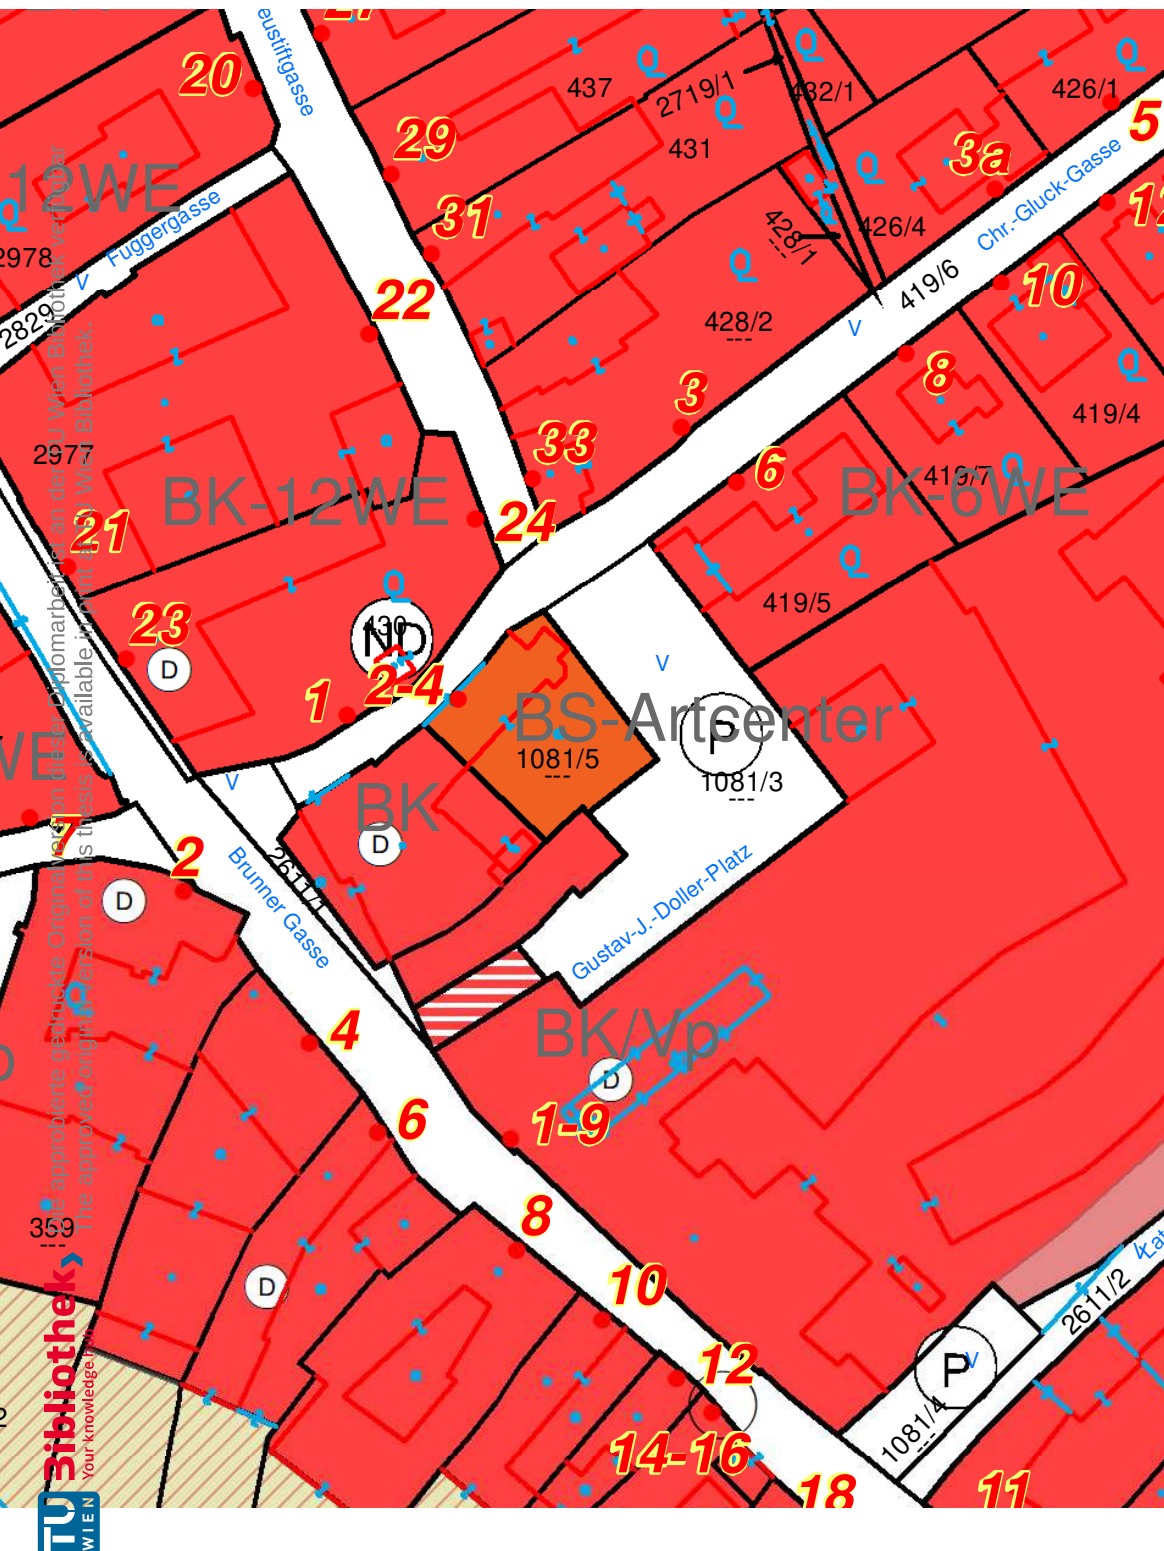 20
29
31
22
437
2719/1
432/1
431
426/1
3a
5
Chr.-Gluck-Gasse
12WE
Fuggergasse
2978
V
2829
428/1
426/4
419/6
10
428/2
---
V
3
8
419/4
33
6
BK-6WE
419/7
2977
BK-12WE
21
24
23
D
430
ND
419/5
1
2-4
V
BS-Artcenter
P
1081/5
---
1081/3
---
V
BK
D
7
2
2611/1
Brunner Gasse
D
Gustav-J.-Doller-Platz
4
BK/Vp
D
6
1-9
8
359
---
D
10
2611/2
12
P
V
1081/4
---
14-16
18
11
Die approbierte gedruckte Originalversion dieser Diplomarbeit ist an der TU Wien Bibliothek verfügbar
The approved original version of this thesis is available in print at TU Wien Bibliothek.
TU WIEN Bibliothek
Your knowledge hub